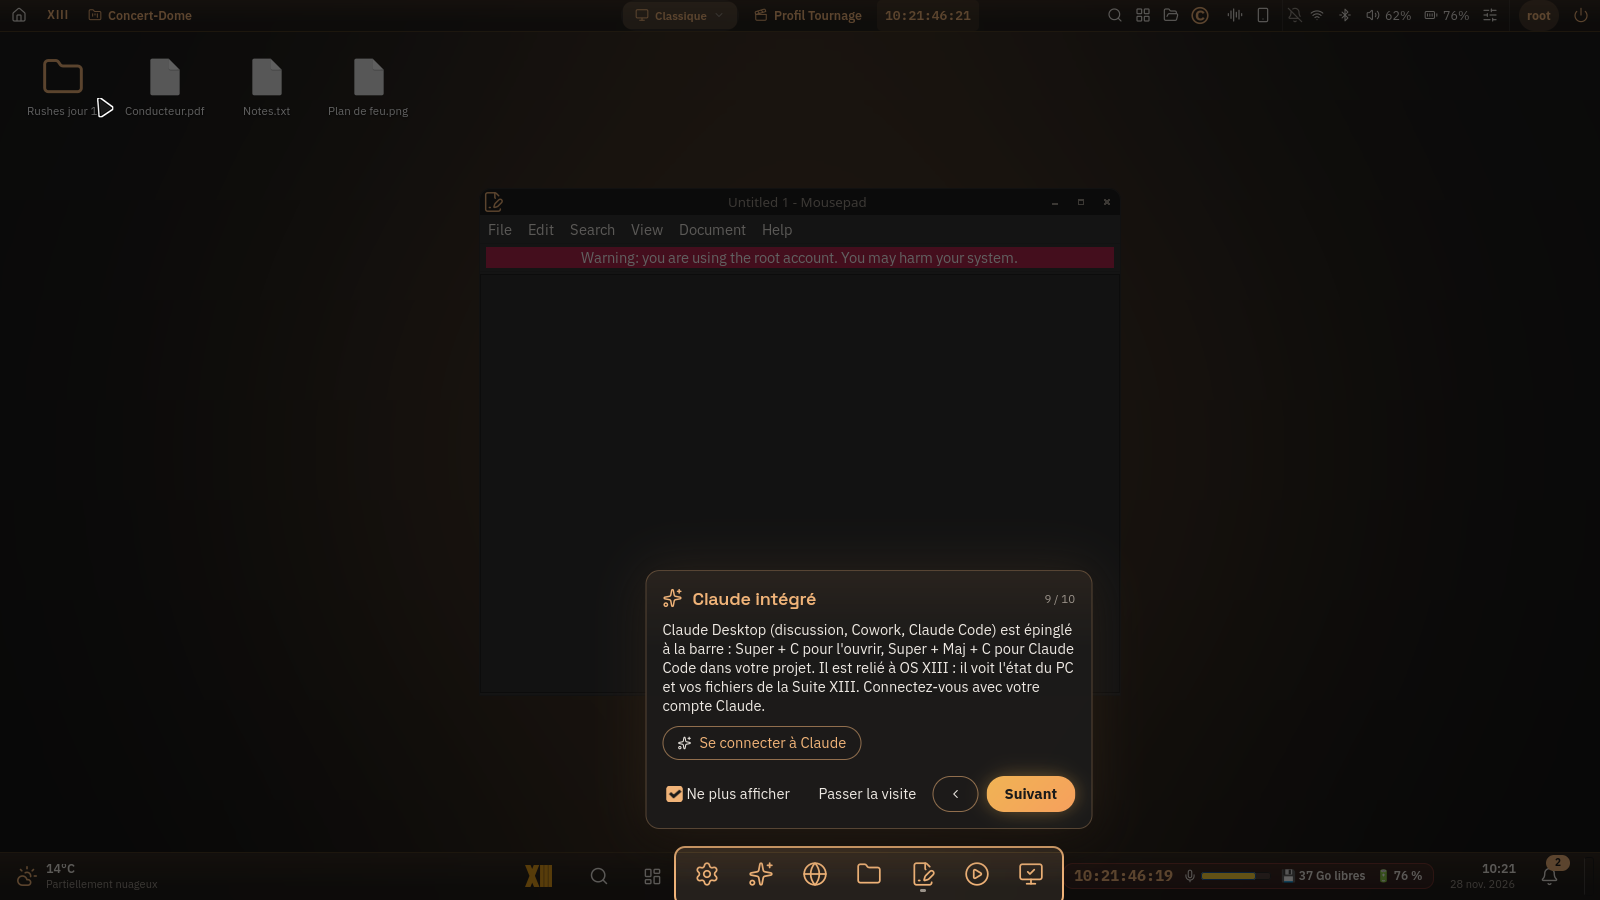 XIII
Concert-Dome
Classique
Profil Tournage
10:21:46:21
62%
76%
root
Rushes jour 1
Conducteur.pdf
Notes.txt
Plan de feu.png
Untitled 1 - Mousepad
File Edit Search View Document Help
Warning: you are using the root account. You may harm your system.
Claude intégré
9 / 10
Claude Desktop (discussion, Cowork, Claude Code) est épinglé
à la barre : Super + C pour l'ouvrir, Super + Maj + C pour Claude
Code dans votre projet. Il est relié à OS XIII : il voit l'état du PC
et vos fichiers de la Suite XIII. Connectez-vous avec votre
compte Claude.
Se connecter à Claude
Ne plus afficher
Passer la visite
Suivant
14°C
Partiellement nuageux
XIII
10:21:46:19
37 Go libres
76 %
10:21
28 nov. 2026
2